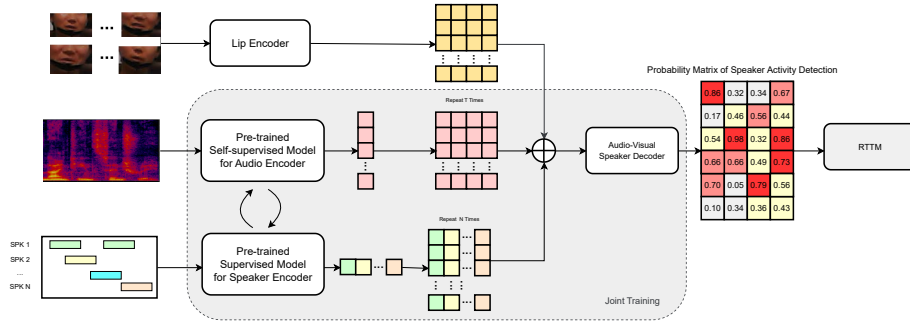 Lip Encoder
Probability Matrix of Speaker Activity Detection
Repeat T Times
Pre-trained
Self-supervised Model
for Audio Encoder
Audio-Visual
Speaker Decoder
0.86 0.32 0.34 0.67
0.17 0.46 0.56 0.44
0.54 0.98 0.32 0.86
0.66 0.66 0.49 0.73
0.70 0.05 0.79 0.56
0.10 0.34 0.36 0.43
RTTM
Repeat N Times
SPK 1
SPK 2
...
SPK N
Pre-trained
Supervised Model
for Speaker Encoder
Joint Training